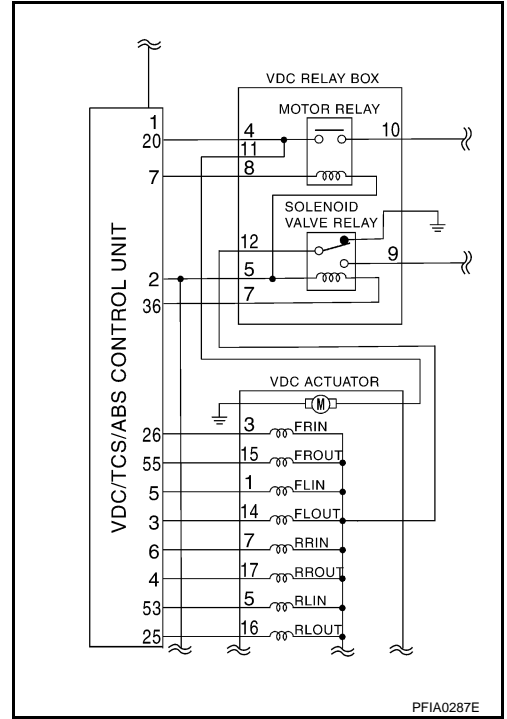 VDC RELAY BOX
MOTOR RELAY
1
20
4
10
11
7
8
SOLENOID
VALVE RELAY
12
9
2
5
36
7
VDC/TCS/ABS CONTROL UNIT
VDC ACTUATOR
M
26
3
FRIN
55
15
FROUT
5
1
FLIN
3
14
FLOUT
6
7
RRIN
4
17
RROUT
53
5
RLIN
25
16
RLOUT
PFIA0287E